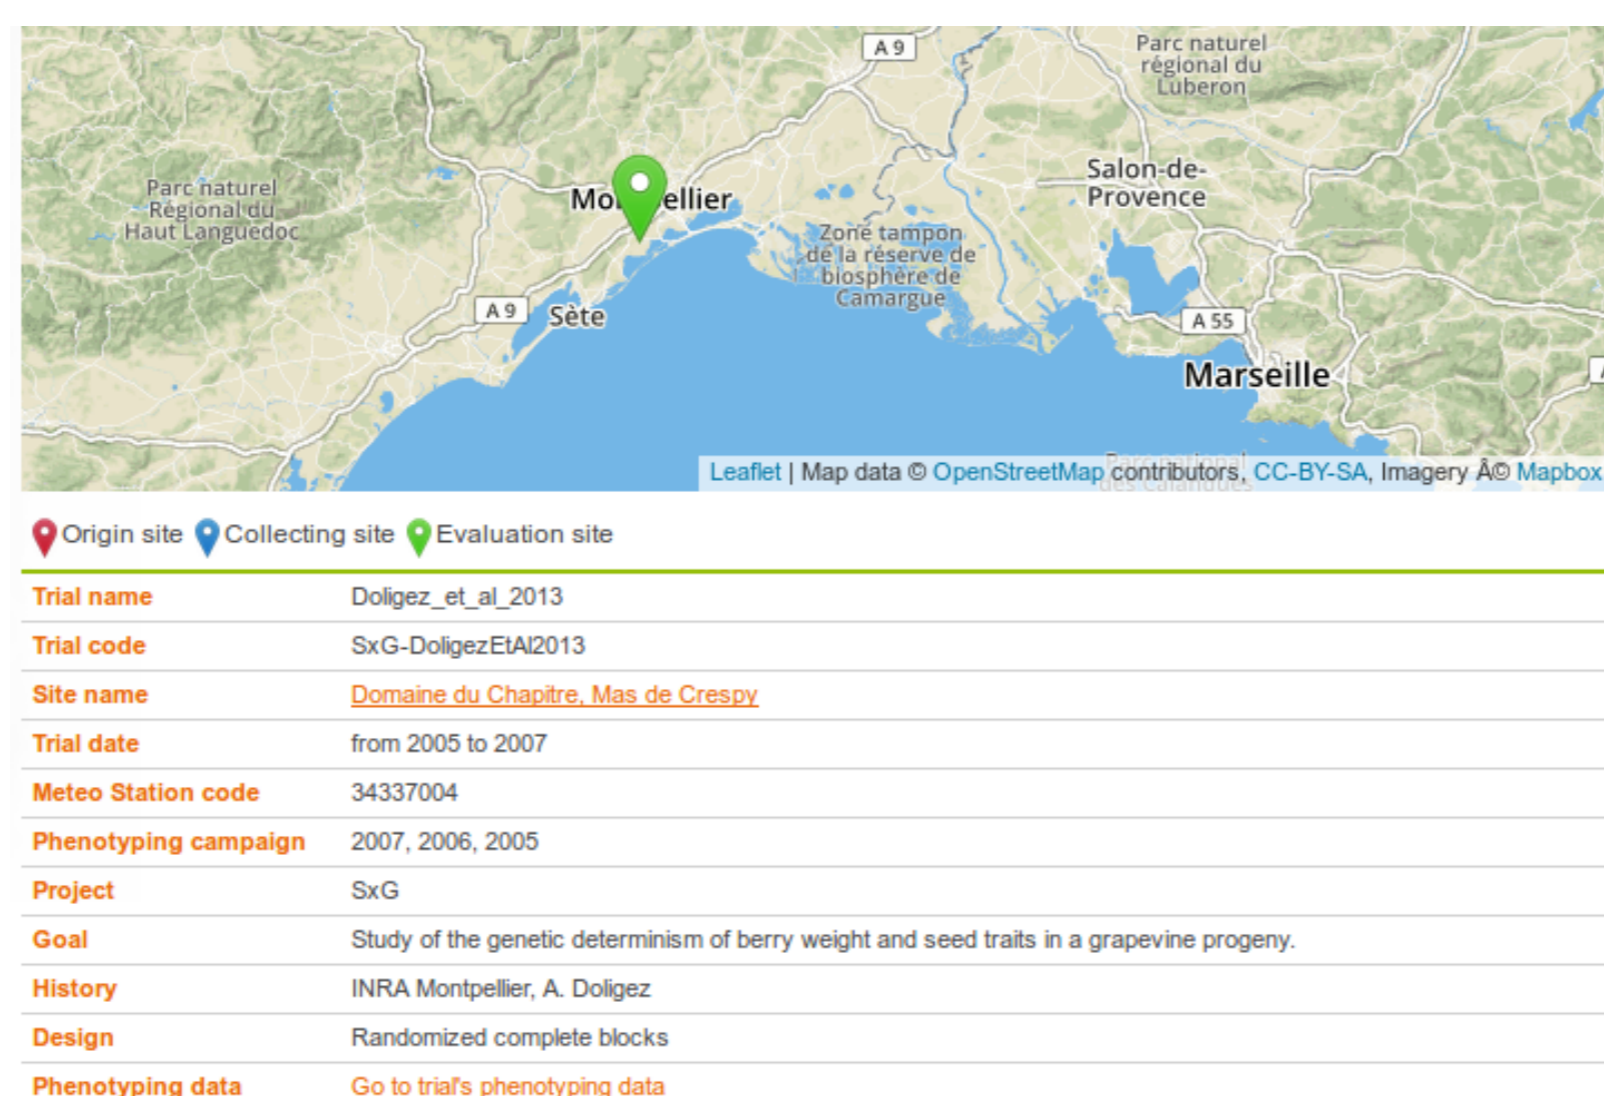 A 9
Parc naturel
régional du
Luberon
Salon-de-
Provence
Parc naturel
Régional du
Haut Languedoc
Montpellier
Zone tampon
de la réserve de
biosphère de
Camargue
A 9
Sète
A 55
Marseille
Parc national
des Calanques
Leaflet | Map data © OpenStreetMap contributors, CC-BY-SA, Imagery Â© Mapbox
Origin site Collecting site Evaluation site
Trial name Doligez_et_al_2013
Trial code SxG-DoligezEtAl2013
Site name Domaine du Chapitre, Mas de Crespy
Trial date from 2005 to 2007
Meteo Station code 34337004
Phenotyping campaign 2007, 2006, 2005
Project SxG
Goal Study of the genetic determinism of berry weight and seed traits in a grapevine progeny.
History INRA Montpellier, A. Doligez
Design Randomized complete blocks
Phenotyping data Go to trial's phenotyping data